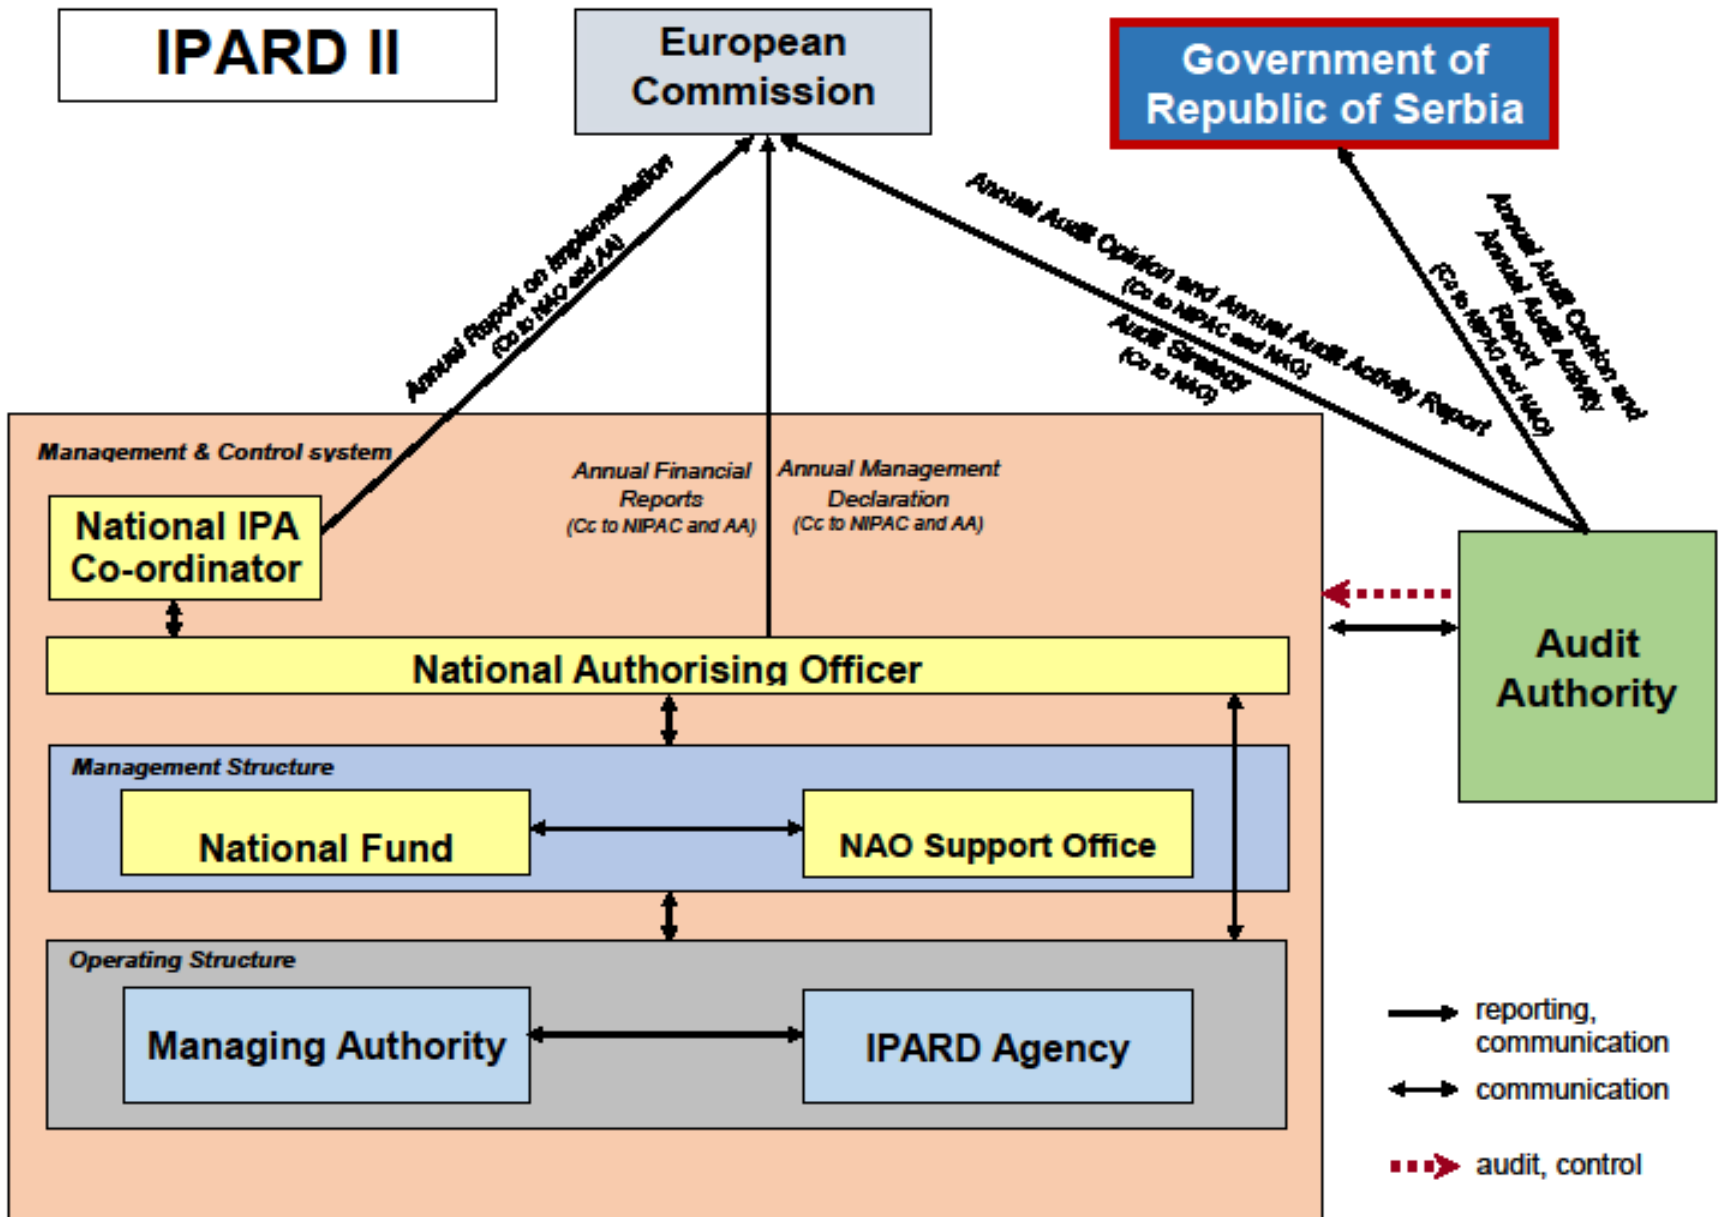 IPARD II
European
Commission
Government of
Republic of Serbia
Annual Report on Implementation
(Cc to NAO and AA)
Annual Audit Opinion and Annual Audit Activity Report
(Cc to NIPAC and NAO)
Audit Strategy
(Cc to NAO)
Annual Audit Opinion and
Annual Audit Activity
Report
(Cc to NIPAC and NAO)
Management & Control system
Annual Financial
Reports
(Cc to NIPAC and AA)
Annual Management
Declaration
(Cc to NIPAC and AA)
National IPA
Co-ordinator
National Authorising Officer
Audit
Authority
Management Structure
National Fund
NAO Support Office
Operating Structure
Managing Authority
IPARD Agency
reporting,
communication
communication
audit, control